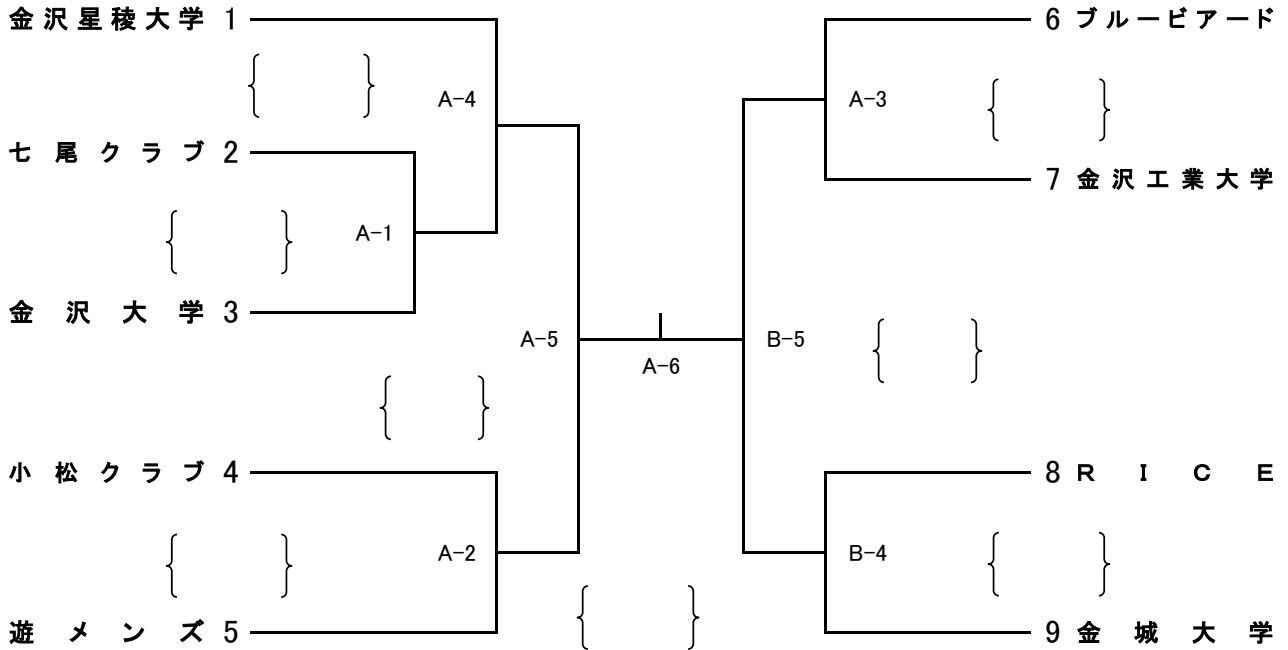 金沢星稜大学 1
A-4
七尾クラブ 2
A-1
金沢大学 3
A-5
小松クラブ 4
A-2
遊メンズ 5
A-6
6 ブルービアード
A-3
7 金沢工業大学
B-5
8 ＲＩＣＥ
B-4
9 金城大学